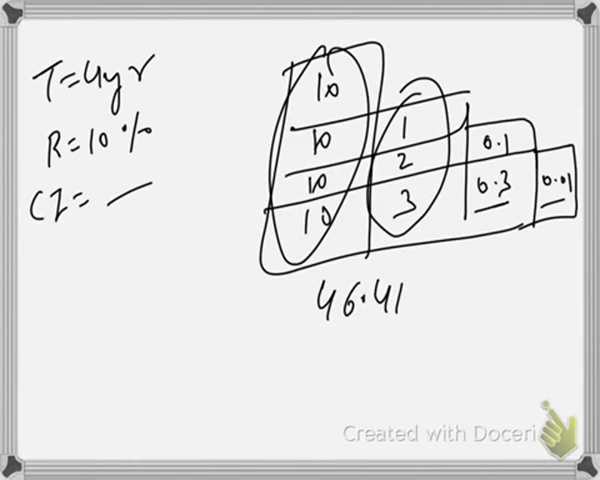 T=4yr
R=10%
CI=
10
10 1
10 2 0.1
10 3 0.3 0.01
46.41
Created with Doceri